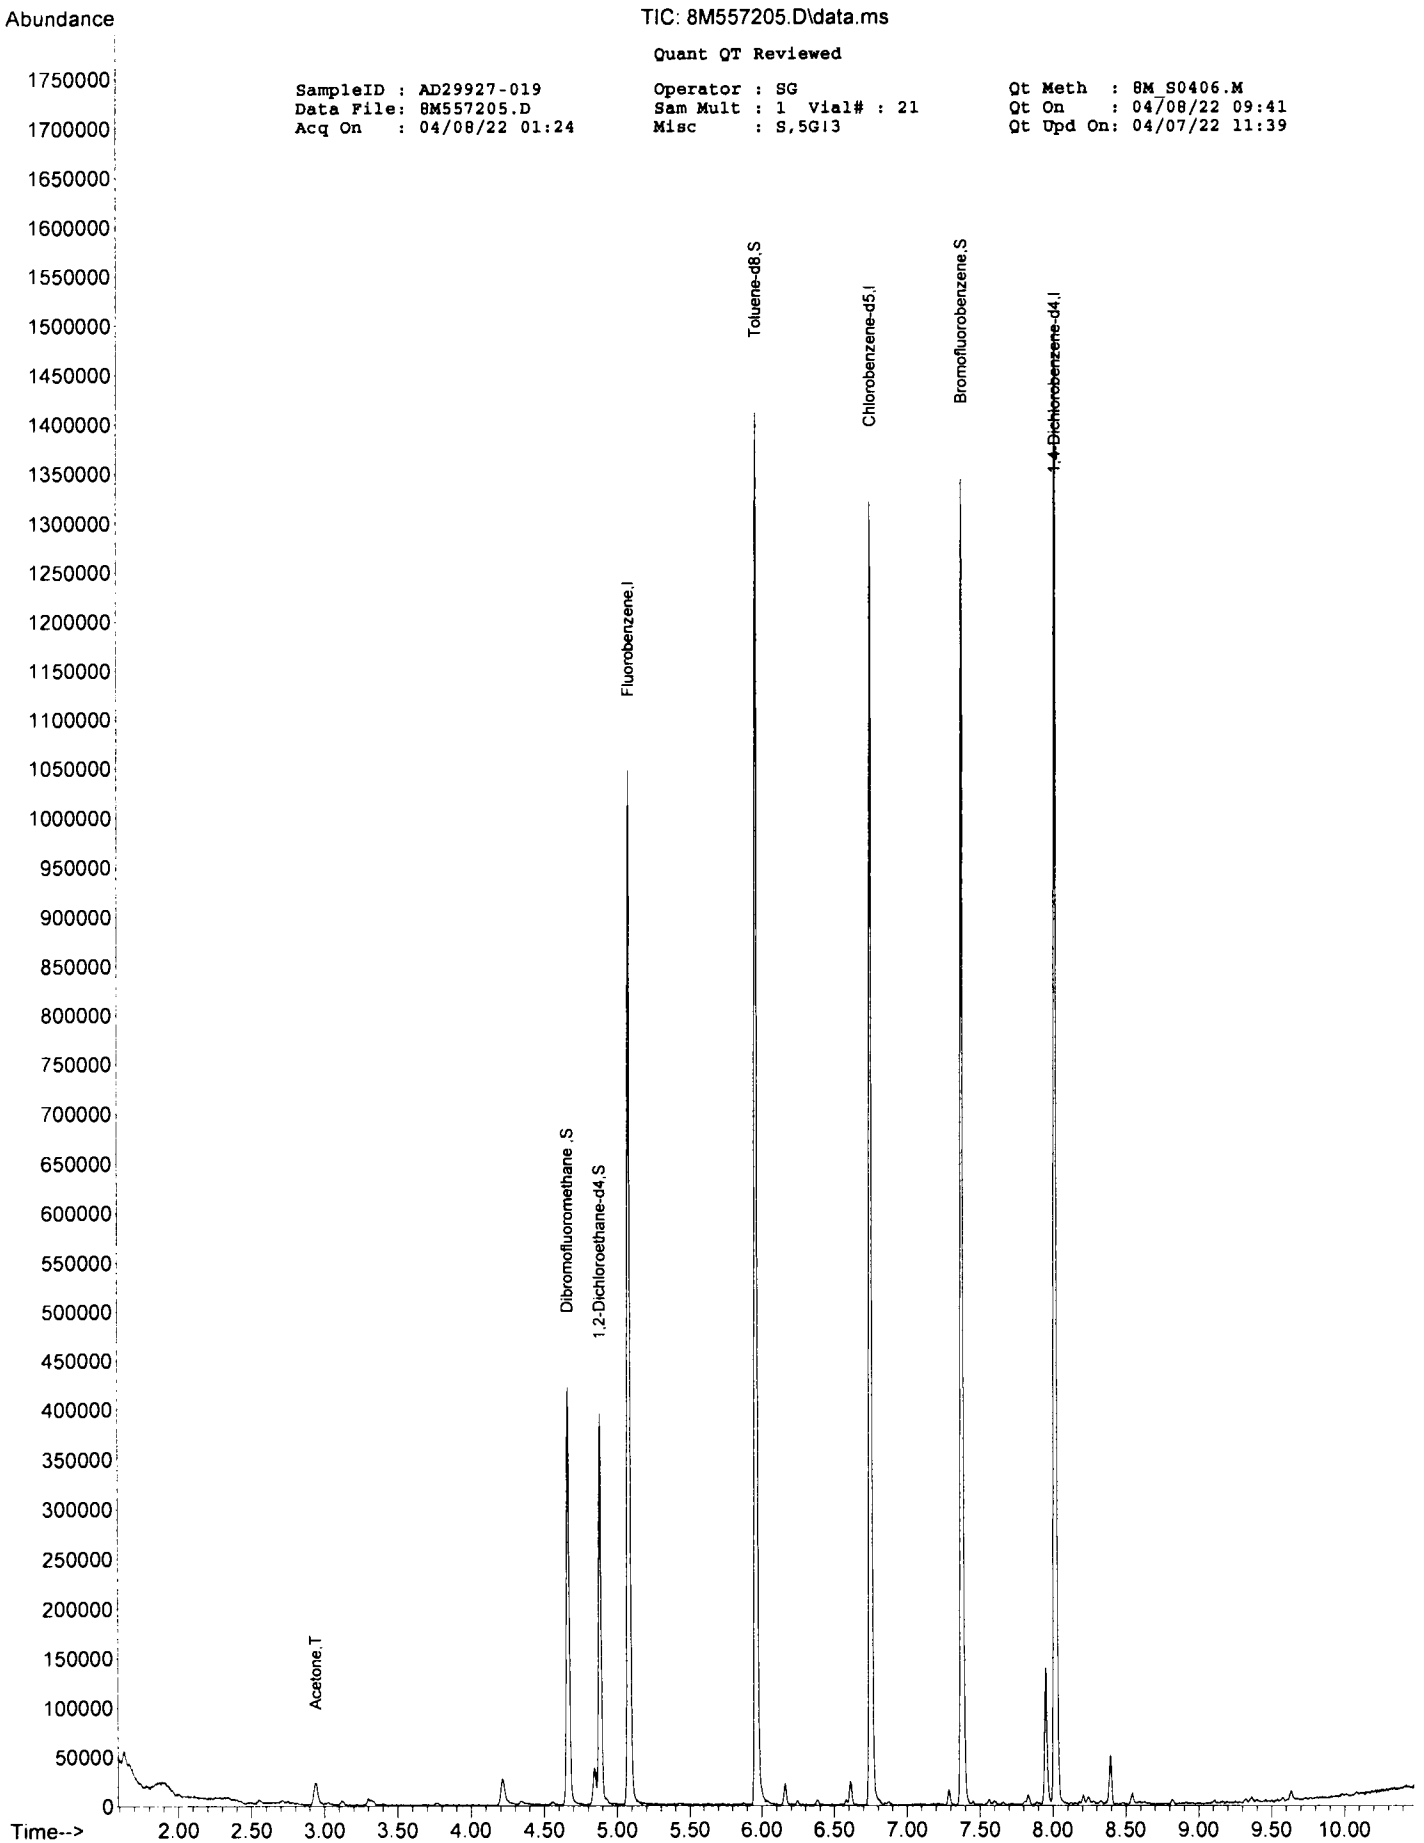 Abundance
TIC: 8M557205.D\data.ms
Quant QT Reviewed
SampleID : AD29927-019
Data File: 8M557205.D
Acq On : 04/08/22 01:24
Operator : SG
Sam Mult : 1 Vial# : 21
Misc : S,5G!3
Qt Meth : 8M_S0406.M
Qt On : 04/08/22 09:41
Qt Upd On: 04/07/22 11:39
1750000
1700000
1650000
1600000
1550000
1500000
1450000
1400000
1350000
1300000
1250000
1200000
1150000
1100000
1050000
1000000
950000
900000
850000
800000
750000
700000
650000
600000
550000
500000
450000
400000
350000
300000
250000
200000
150000
100000
50000
0
Acetone,T
Dibromofluoromethane ,S
1,2-Dichloroethane-d4,S
Fluorobenzene,I
Toluene-d8,S
Chlorobenzene-d5,I
Bromofluorobenzene,S
1,4-Dichlorobenzene-d4,I
Time--> 2.00 2.50 3.00 3.50 4.00 4.50 5.00 5.50 6.00 6.50 7.00 7.50 8.00 8.50 9.00 9.50 10.00